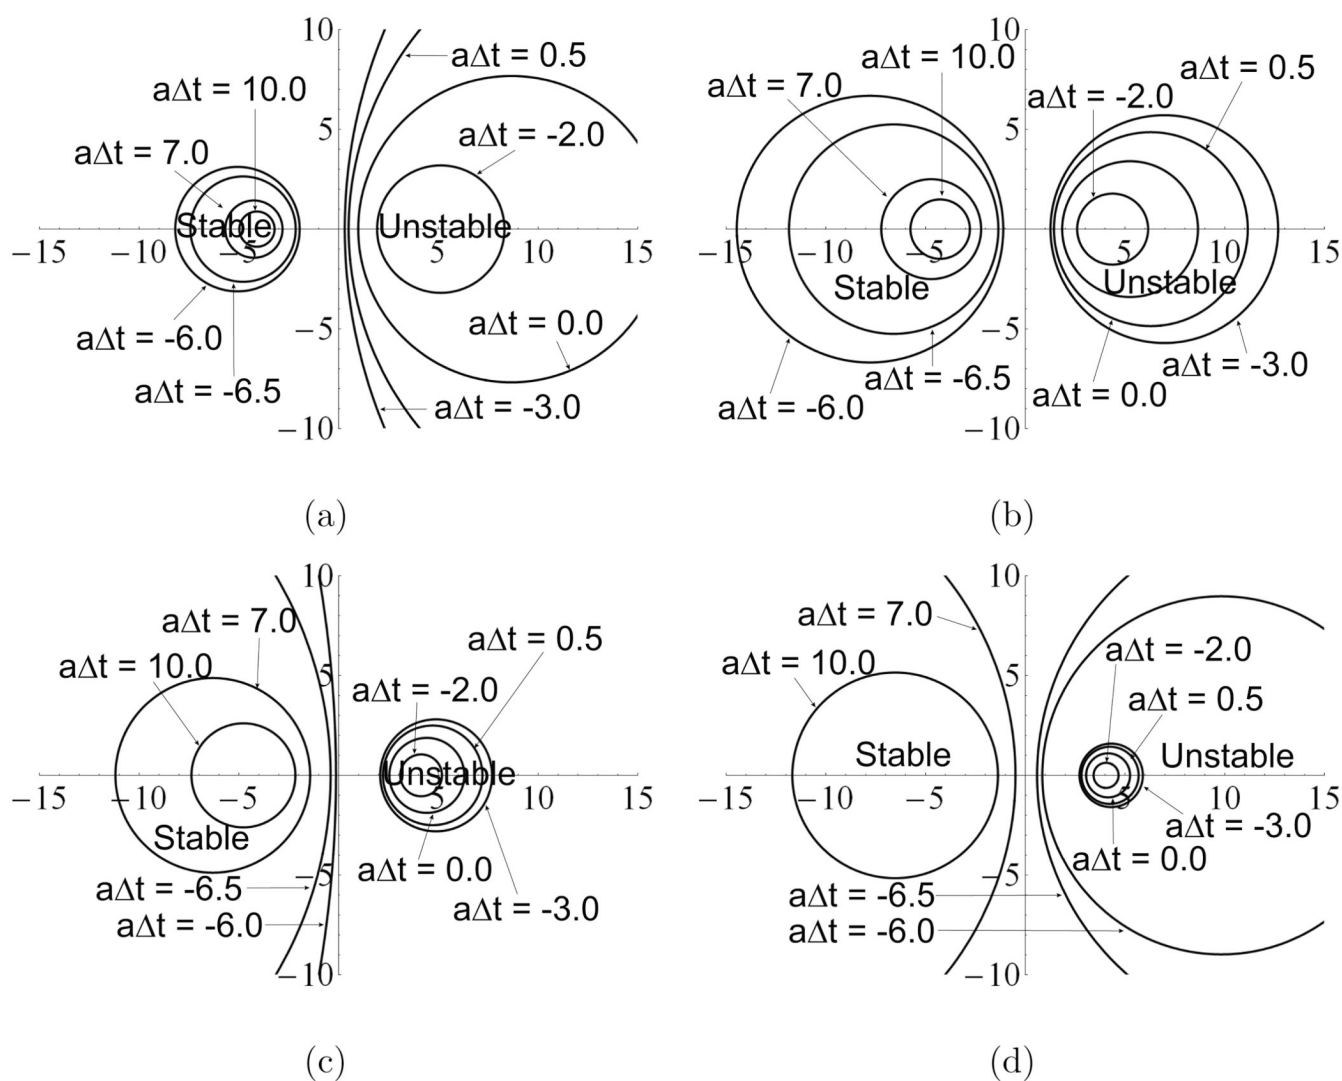 10
aΔt = 0.5
aΔt = 10.0
5
aΔt = 7.0
aΔt = -2.0
Stable
Unstable
−15
−10
−5
5
10
15
aΔt = -6.0
aΔt = 0.0
−5
aΔt = -6.5
aΔt = -3.0
−10
(a)
10
aΔt = 10.0
aΔt = 0.5
aΔt = 7.0
aΔt = -2.0
5
−15
−10
−5
5
10
15
Stable
Unstable
−5
aΔt = -6.5
aΔt = -3.0
aΔt = -6.0
aΔt = 0.0
−10
(b)
10
aΔt = 7.0
aΔt = 0.5
aΔt = 10.0
5
aΔt = -2.0
Unstable
−15
−10
−5
5
10
15
Stable
aΔt = 0.0
−5
aΔt = -6.5
aΔt = -3.0
aΔt = -6.0
−10
(c)
10
aΔt = 7.0
aΔt = -2.0
aΔt = 10.0
5
aΔt = 0.5
Stable
Unstable
−15
−10
−5
5
10
15
aΔt = -3.0
aΔt = 0.0
−5
aΔt = -6.5
aΔt = -6.0
−10
(d)